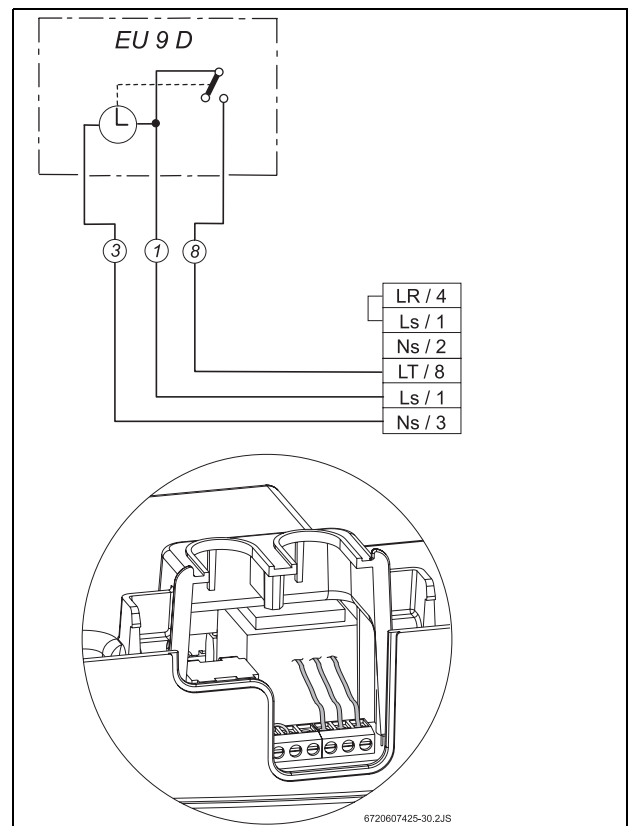 EU 9 D
3 1 8
LR / 4
Ls / 1
Ns / 2
LT / 8
Ls / 1
Ns / 3
6720607425-30.2JS